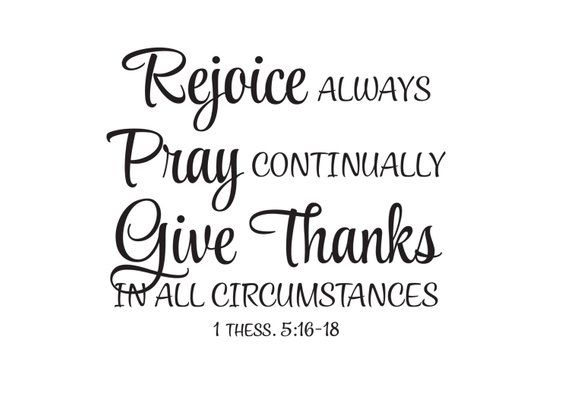 Rejoice ALWAYS
Pray CONTINUALLY
Give Thanks
IN ALL CIRCUMSTANCES
1 THESS. 5:16-18